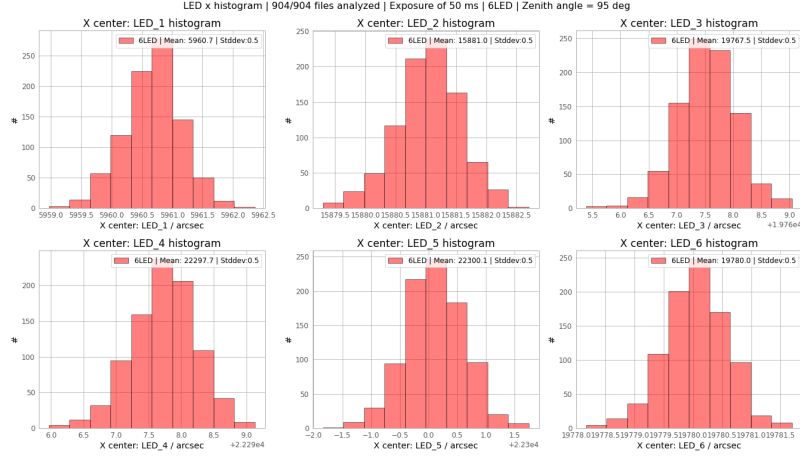 LED x histogram | 904/904 files analyzed | Exposure of 50 ms | 6LED | Zenith angle = 95 deg
X center: LED_1 histogram
6LED | Mean: 5960.7 | Stddev:0.5
250
200
150
100
50
0
#
5959.0 5959.5 5960.0 5960.5 5961.0 5961.5 5962.0 5962.5
X center: LED_1 / arcsec
X center: LED_2 histogram
6LED | Mean: 15881.0 | Stddev:0.5
200
150
100
50
0
#
15879.5 15880.0 15880.5 15881.0 15881.5 15882.0 15882.5
X center: LED_2 / arcsec
X center: LED_3 histogram
6LED | Mean: 19767.5 | Stddev:0.5
250
200
150
100
50
0
#
5.5 6.0 6.5 7.0 7.5 8.0 8.5 9.0
+1.976e4
X center: LED_3 / arcsec
X center: LED_4 histogram
6LED | Mean: 22297.7 | Stddev:0.5
200
150
100
50
0
#
6.0 6.5 7.0 7.5 8.0 8.5 9.0
+2.229e4
X center: LED_4 / arcsec
X center: LED_5 histogram
6LED | Mean: 22300.1 | Stddev:0.5
250
200
150
100
50
0
#
−2.0 −1.5 −1.0 −0.5 0.0 0.5 1.0 1.5
+2.23e4
X center: LED_5 / arcsec
X center: LED_6 histogram
6LED | Mean: 19780.0 | Stddev:0.5
250
200
150
100
50
0
#
19778.0 19778.5 19779.0 19779.5 19780.0 19780.5 19781.0 19781.5
X center: LED_6 / arcsec